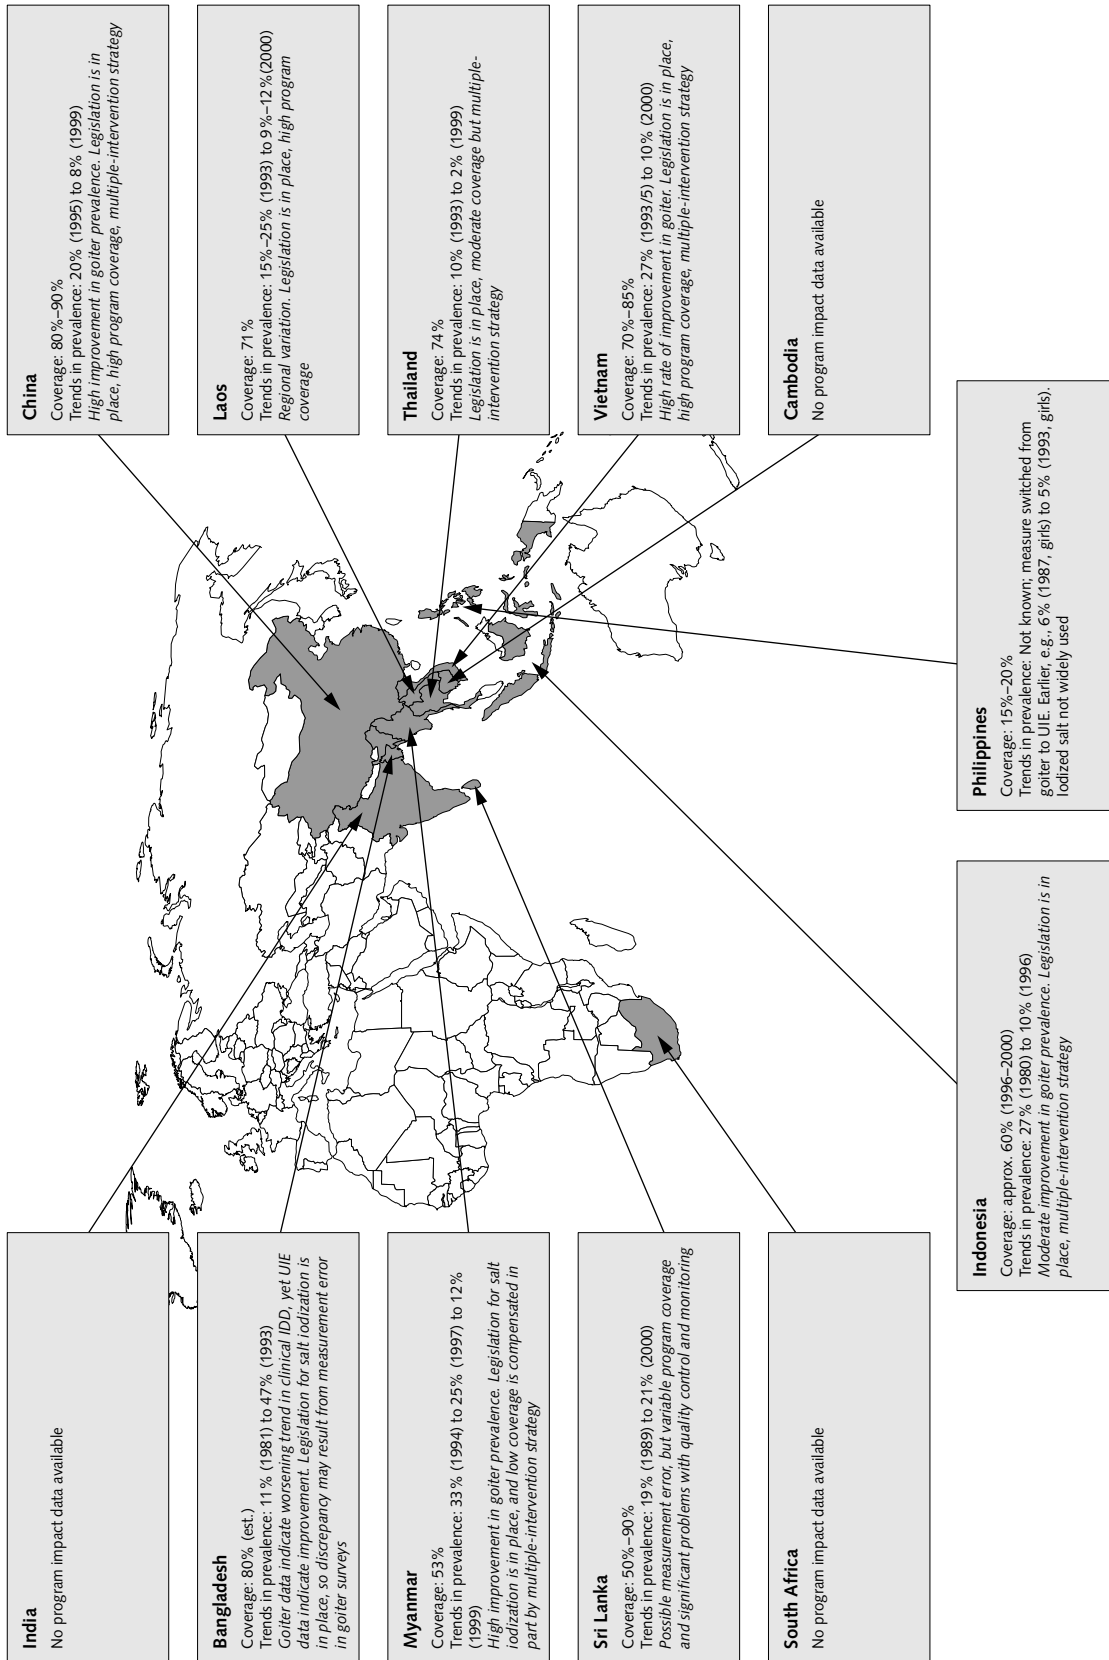 India
No program impact data available
Bangladesh
Coverage: 80% (est.)
Trends in prevalence: 11% (1981) to 47% (1993)
Goiter data indicate worsening trend in clinical IDD, yet UIE
data indicate improvement. Legislation for salt iodization is
in place, so discrepancy may result from measurement error
in goiter surveys
Myanmar
Coverage: 53%
Trends in prevalence: 33% (1994) to 25% (1997) to 12%
(1999)
High improvement in goiter prevalence. Legislation for salt
iodization is in place, and low coverage is compensated in
part by multiple-intervention strategy
Sri Lanka
Coverage: 50%–90%
Trends in prevalence: 19% (1989) to 21% (2000)
Possible measurement error, but variable program coverage
and significant problems with quality control and monitoring
South Africa
No program impact data available
Indonesia
Coverage: approx. 60% (1996–2000)
Trends in prevalence: 27% (1980) to 10% (1996)
Moderate improvement in goiter prevalence. Legislation is in
place, multiple-intervention strategy
Philippines
Coverage: 15%–20%
Trends in prevalence: Not known; measure switched from
goiter to UIE. Earlier, e.g., 6% (1987, girls) to 5% (1993, girls).
Iodized salt not widely used
China
Coverage: 80%–90%
Trends in prevalence: 20% (1995) to 8% (1999)
High improvement in goiter prevalence. Legislation is in
place, high program coverage, multiple-intervention strategy
Laos
Coverage: 71%
Trends in prevalence: 15%–25% (1993) to 9%–12%(2000)
Regional variation. Legislation is in place, high program
coverage
Thailand
Coverage: 74%
Trends in prevalence: 10% (1993) to 2% (1999)
Legislation is in place, moderate coverage but multiple-
intervention strategy
Vietnam
Coverage: 70%–85%
Trends in prevalence: 27% (1993/5) to 10% (2000)
High rate of improvement in goiter. Legislation is in place,
high program coverage, multiple-intervention strategy
Cambodia
No program impact data available